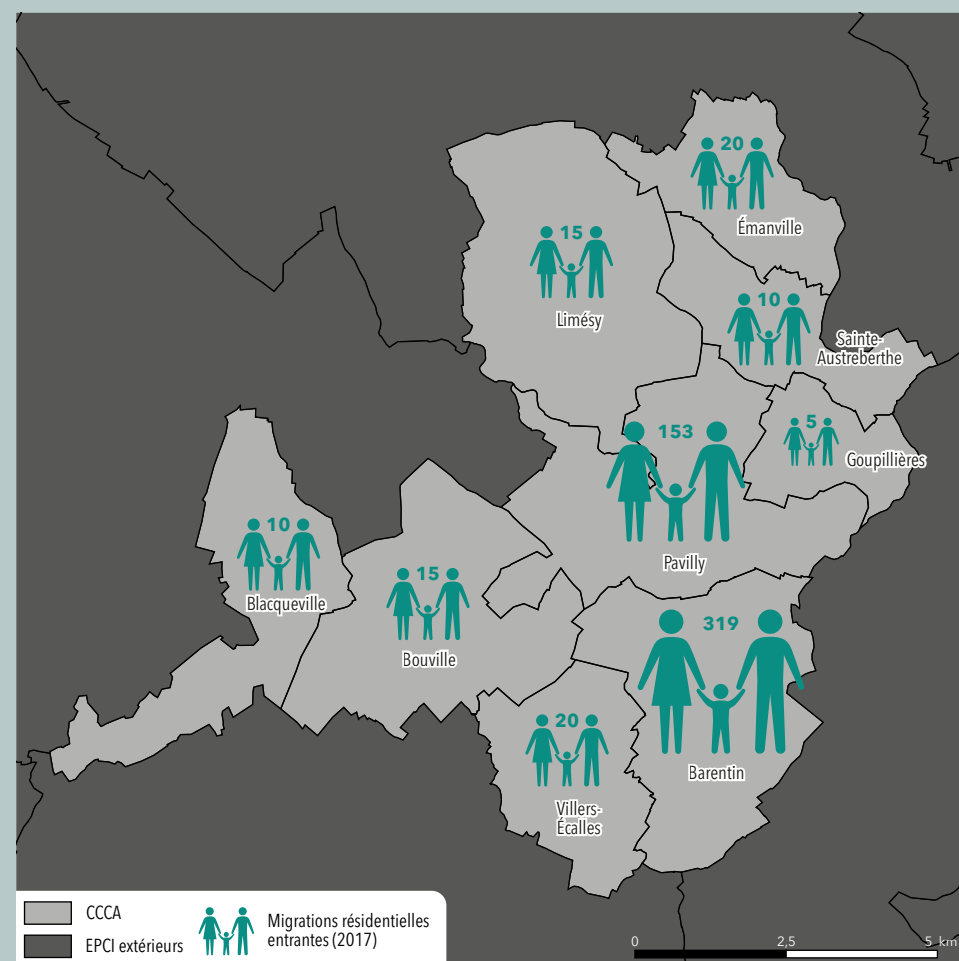 20
Émanville
15
Limésy
10
Sainte-
Austreberthe
5
Goupillières
153
Pavilly
10
Blacqueville
15
Bouville
319
Barentin
20
Villers-
Écalles
CCCA
EPCI extérieurs
Migrations résidentielles
entrantes (2017)
0 2,5 5 km